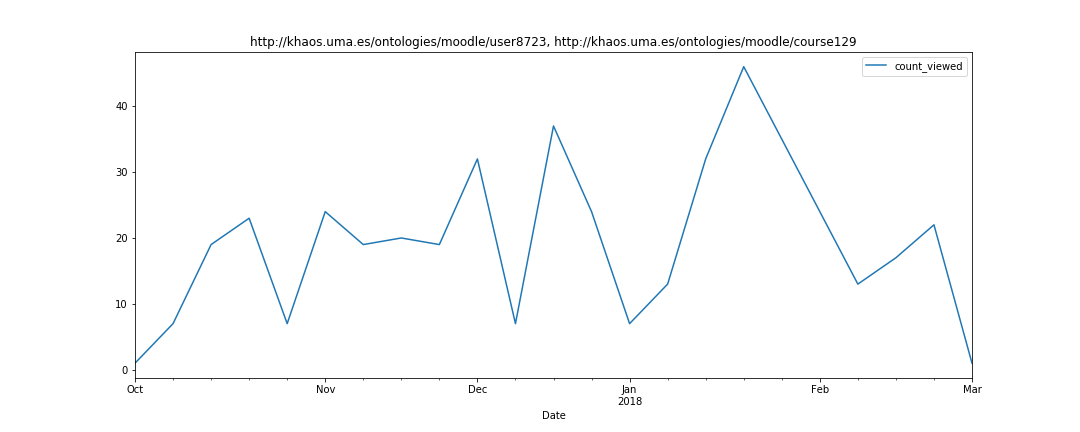 http://khaos.uma.es/ontologies/moodle/user8723, http://khaos.uma.es/ontologies/moodle/course129
count_viewed
40
30
20
10
0
Oct Nov Dec Jan Feb Mar
2018
Date